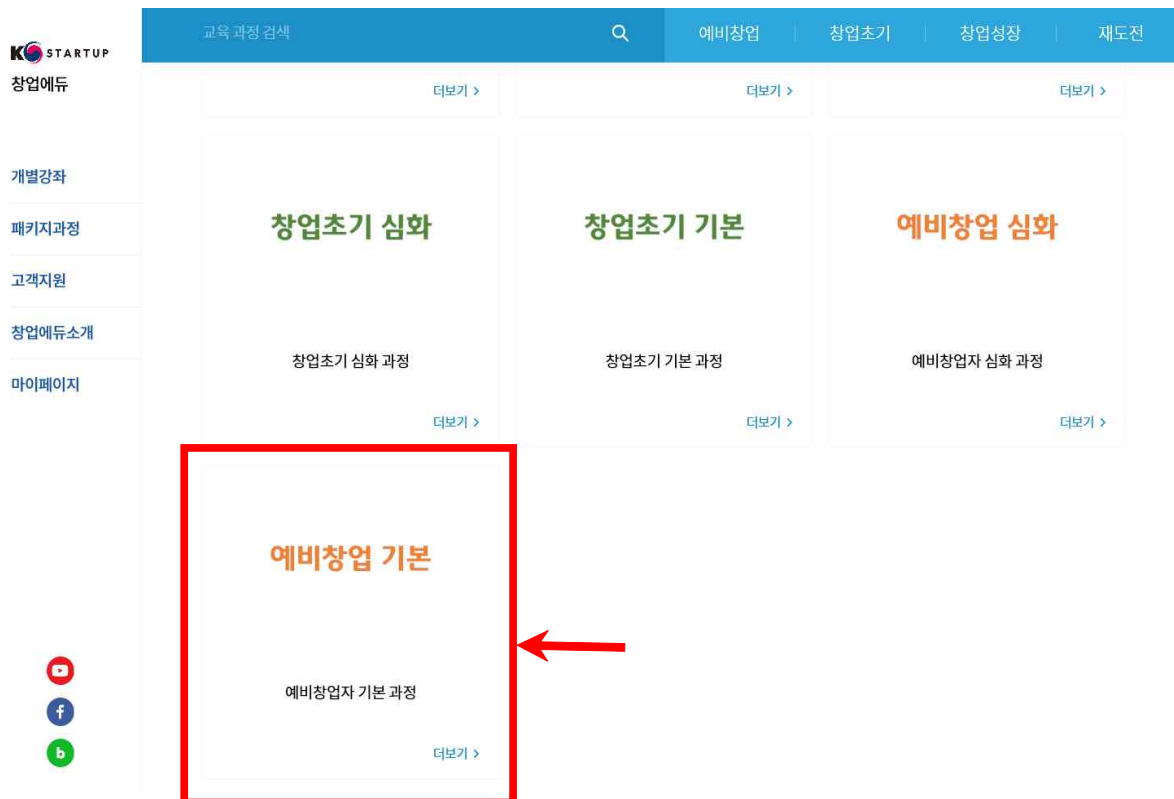 K STARTUP
창업에듀
개별강좌
패키지과정
고객지원
창업에듀소개
마이페이지
교육 과정 검색
예비창업
창업초기
창업성장
재도전
더보기 >
더보기 >
더보기 >
창업초기 심화
창업초기 심화 과정
더보기 >
창업초기 기본
창업초기 기본 과정
더보기 >
예비창업 심화
예비창업자 심화 과정
더보기 >
예비창업 기본
예비창업자 기본 과정
더보기 >
f
b